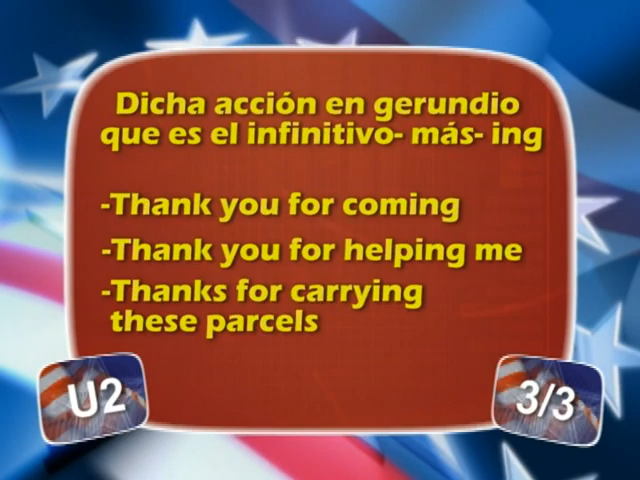 Dicha acción en gerundio
que es el infinitivo- más- ing
-Thank you for coming
-Thank you for helping me
-Thanks for carrying
these parcels
U2
3/3